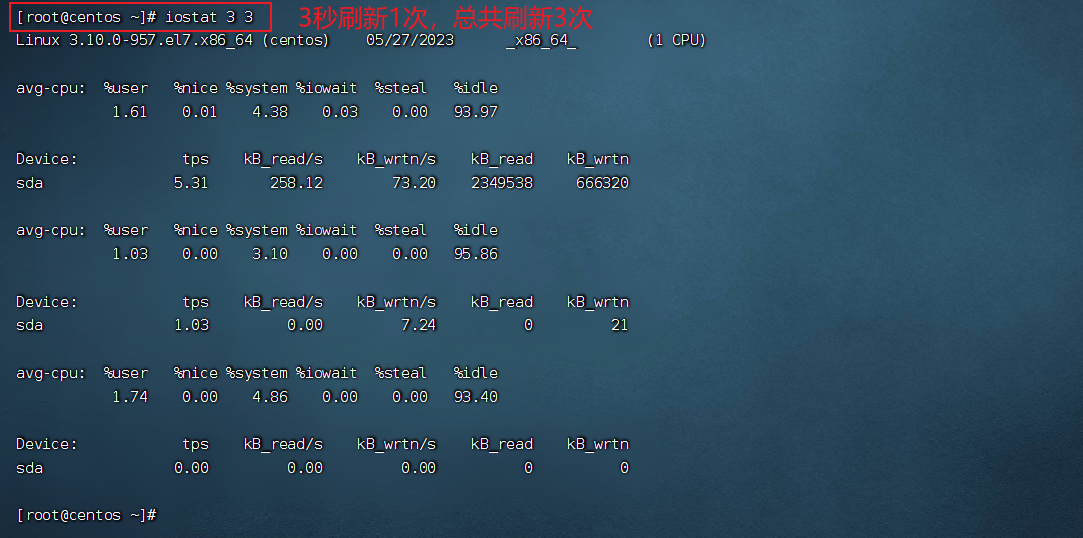 [root@centos ~]# iostat 3 3 3秒刷新1次，总共刷新3次
Linux 3.10.0-957.el7.x86_64 (centos) 05/27/2023 _x86_64_ (1 CPU)
avg-cpu: %user %nice %system %iowait %steal %idle
1.61 0.01 4.38 0.03 0.00 93.97
Device: tps kB_read/s kB_wrtn/s kB_read kB_wrtn
sda 5.31 258.12 73.20 2349538 666320
avg-cpu: %user %nice %system %iowait %steal %idle
1.03 0.00 3.10 0.00 0.00 95.86
Device: tps kB_read/s kB_wrtn/s kB_read kB_wrtn
sda 1.03 0.00 7.24 0 21
avg-cpu: %user %nice %system %iowait %steal %idle
1.74 0.00 4.86 0.00 0.00 93.40
Device: tps kB_read/s kB_wrtn/s kB_read kB_wrtn
sda 0.00 0.00 0.00 0 0
[root@centos ~]#